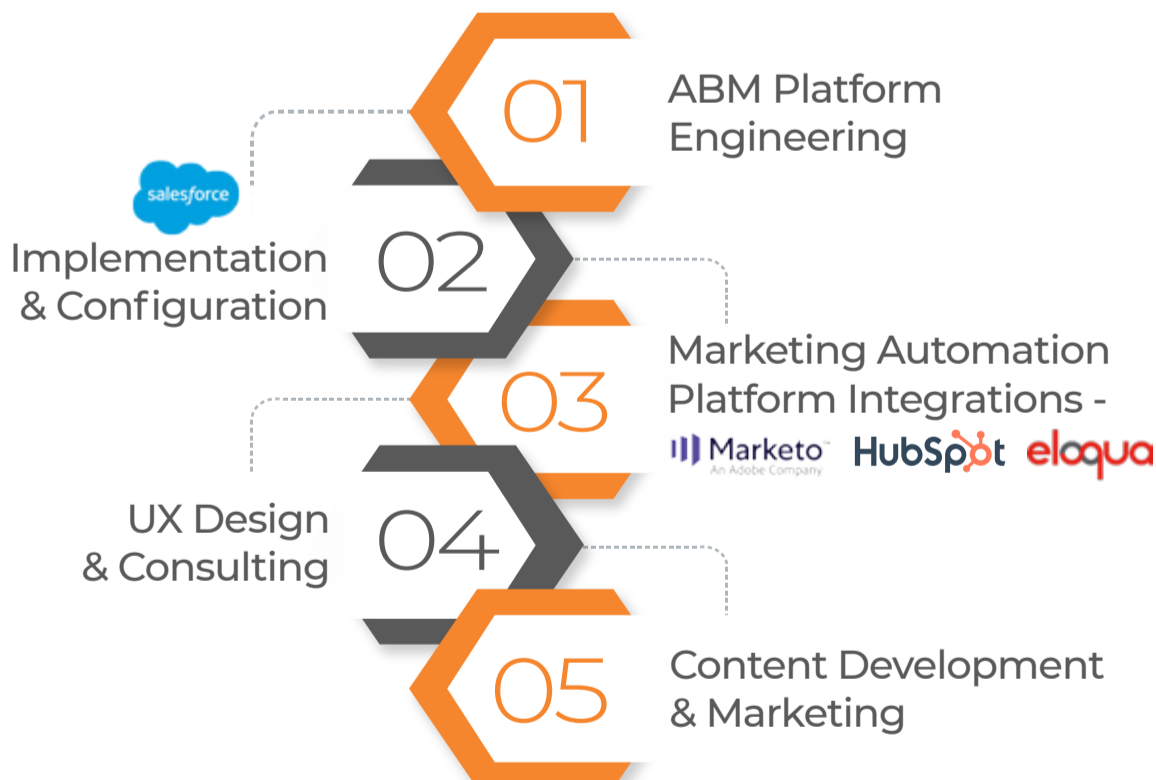 01
ABM Platform
Engineering
salesforce
Implementation
& Configuration
02
03
Marketing Automation
Platform Integrations -
Marketo™
An Adobe Company
HubSpot
eloqua
UX Design
& Consulting
04
05
Content Development
& Marketing